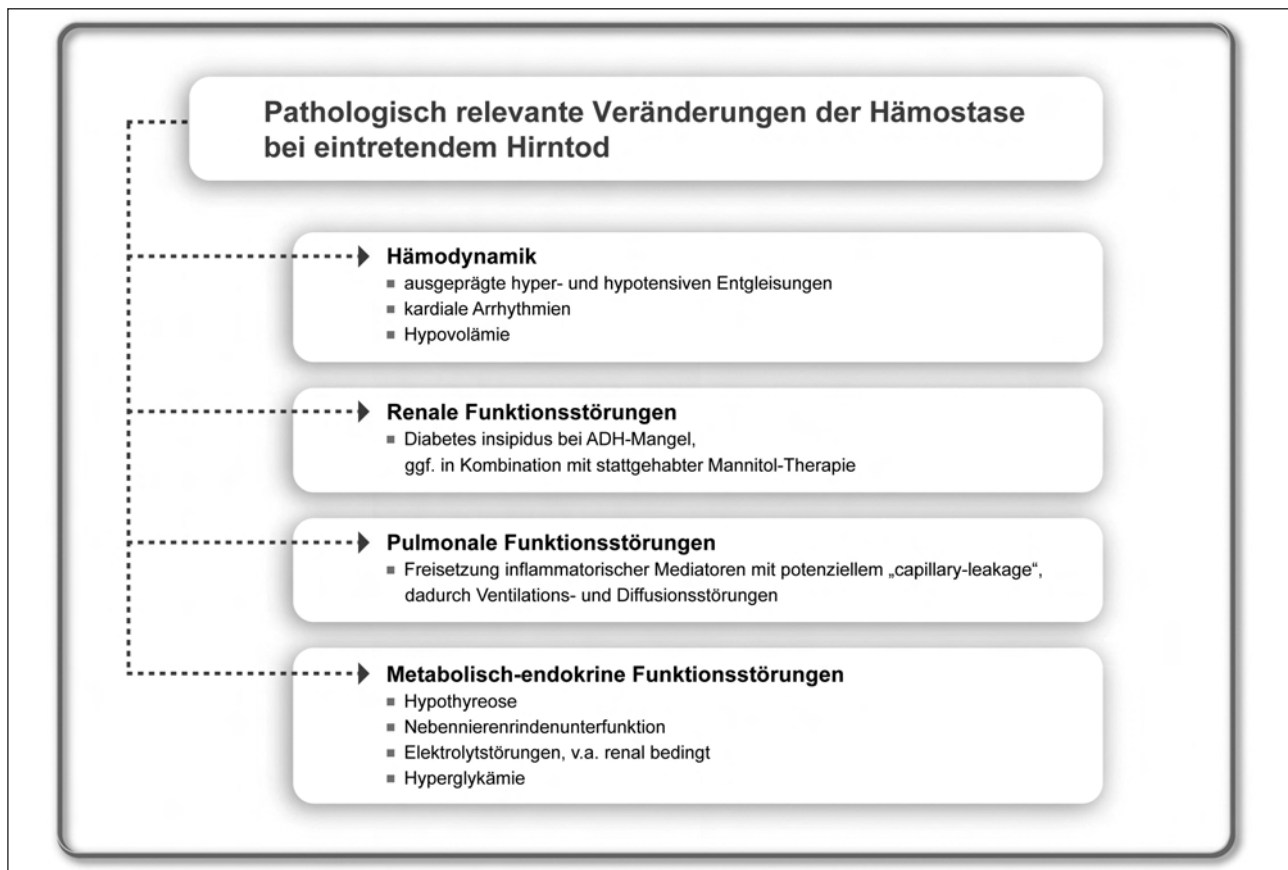 Pathologisch relevante Veränderungen der Hämostase
bei eintretendem Hirntod
Hämodynamik
▪ ausgeprägte hyper- und hypotensiven Entgleisungen
▪ kardiale Arrhythmien
▪ Hypovolämie
Renale Funktionsstörungen
▪ Diabetes insipidus bei ADH-Mangel,
ggf. in Kombination mit stattgehabter Mannitol-Therapie
Pulmonale Funktionsstörungen
▪ Freisetzung inflammatorischer Mediatoren mit potenziellem „capillary-leakage“,
dadurch Ventilations- und Diffusionsstörungen
Metabolisch-endokrine Funktionsstörungen
▪ Hypothyreose
▪ Nebennierenrindenunterfunktion
▪ Elektrolytstörungen, v.a. renal bedingt
▪ Hyperglykämie